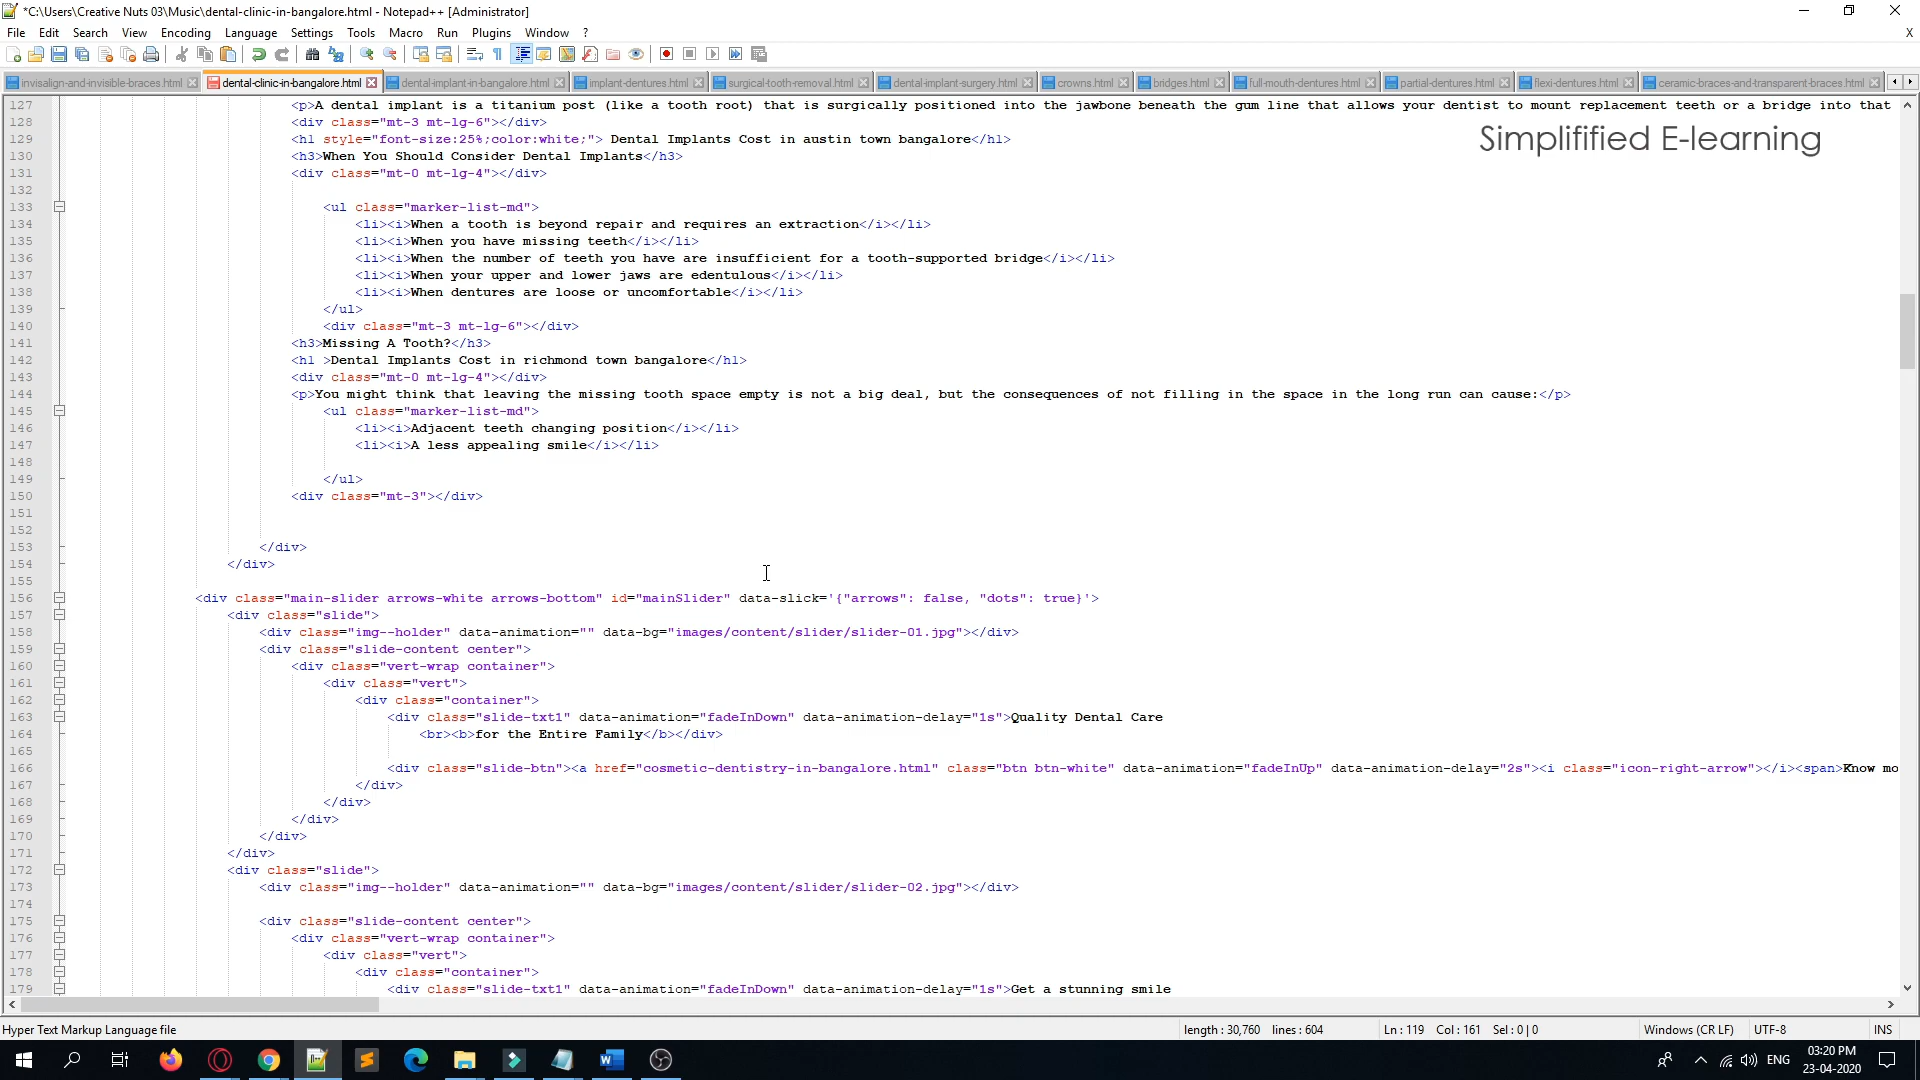 *C:\Users\Creative Nuts 03\Music\dental-clinic-in-bangalore.html - Notepad++ [Administrator]
File Edit Search View Encoding Language Settings Tools Macro Run Plugins Window ? X
invisalign-and-invisible-braces.html dental-clinic-in-bangalore.html dental-implant-in-bangalore.html implant-dentures.html surgical-tooth-removal.html dental-implant-surgery.html crowns.html bridges.html full-mouth-dentures.html partial-dentures.html flexi-dentures.html ceramic-braces-and-transparent-braces.html
127 <p>A dental implant is a titanium post (like a tooth root) that is surgically positioned into the jawbone beneath the gum line that allows your dentist to mount replacement teeth or a bridge into that
128 <div class="mt-3 mt-lg-6"></div>
Simplifified E-learning
129 <h1 style="font-size:25%;color:white;"> Dental Implants Cost in austin town bangalore</h1>
130 <h3>When You Should Consider Dental Implants</h3>
131 <div class="mt-0 mt-lg-4"></div>
132
133 <ul class="marker-list-md">
134 <li><i>When a tooth is beyond repair and requires an extraction</i></li>
135 <li><i>When you have missing teeth</i></li>
136 <li><i>When the number of teeth you have are insufficient for a tooth-supported bridge</i></li>
137 <li><i>When your upper and lower jaws are edentulous</i></li>
138 <li><i>When dentures are loose or uncomfortable</i></li>
139 </ul>
140 <div class="mt-3 mt-lg-6"></div>
141 <h3>Missing A Tooth?</h3>
142 <h1 >Dental Implants Cost in richmond town bangalore</h1>
143 <div class="mt-0 mt-lg-4"></div>
144 <p>You might think that leaving the missing tooth space empty is not a big deal, but the consequences of not filling in the space in the long run can cause:</p>
145 <ul class="marker-list-md">
146 <li><i>Adjacent teeth changing position</i></li>
147 <li><i>A less appealing smile</i></li>
148
149 </ul>
150 <div class="mt-3"></div>
151
152
153 </div>
154 </div>
155
156 <div class="main-slider arrows-white arrows-bottom" id="mainSlider" data-slick='{"arrows": false, "dots": true}'>
157 <div class="slide">
158 <div class="img--holder" data-animation="" data-bg="images/content/slider/slider-01.jpg"></div>
159 <div class="slide-content center">
160 <div class="vert-wrap container">
161 <div class="vert">
162 <div class="container">
163 <div class="slide-txt1" data-animation="fadeInDown" data-animation-delay="1s">Quality Dental Care
164 <br><b>for the Entire Family</b></div>
165
166 <div class="slide-btn"><a href="cosmetic-dentistry-in-bangalore.html" class="btn btn-white" data-animation="fadeInUp" data-animation-delay="2s"><i class="icon-right-arrow"></i><span>Know mo
167 </div>
168 </div>
169 </div>
170 </div>
171 </div>
172 <div class="slide">
173 <div class="img--holder" data-animation="" data-bg="images/content/slider/slider-02.jpg"></div>
174
175 <div class="slide-content center">
176 <div class="vert-wrap container">
177 <div class="vert">
178 <div class="container">
179 <div class="slide-txt1" data-animation="fadeInDown" data-animation-delay="1s">Get a stunning smile
Hyper Text Markup Language file length : 30,760 lines : 604 Ln : 119 Col : 161 Sel : 0 | 0 Windows (CR LF) UTF-8 INS
ENG 03:20 PM
23-04-2020